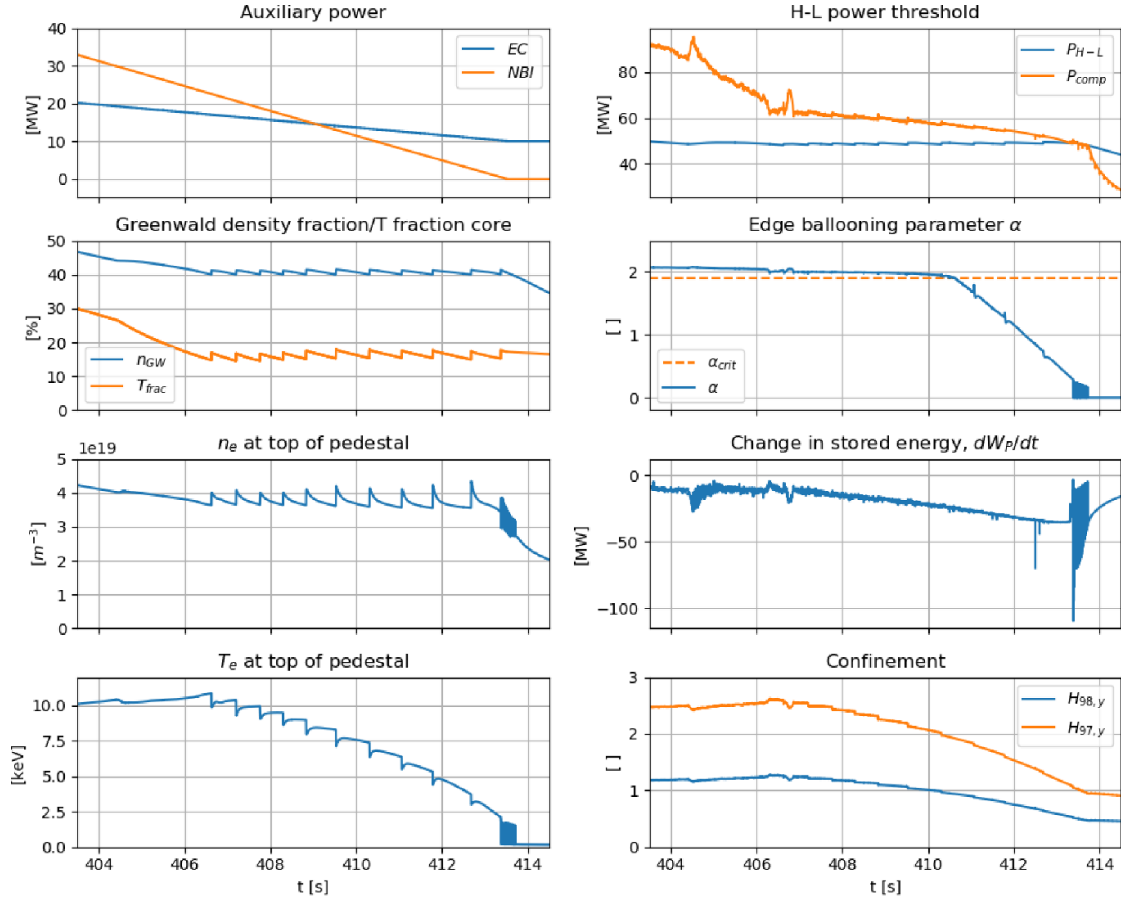 Auxiliary power
40
30
20
10
0
[MW]
EC
NBI
H-L power threshold
80
60
40
[MW]
P_{H−L}
P_{comp}
Greenwald density fraction/T fraction core
50
40
30
20
10
0
[%]
n_{GW}
T_{frac}
Edge ballooning parameter α
2
1
0
[ ]
α_{crit}
α
n_e at top of pedestal
1e19
5
4
3
2
1
0
[m^{−3}]
Change in stored energy, dW_P/dt
0
−50
−100
[MW]
T_e at top of pedestal
10.0
7.5
5.0
2.5
0.0
[keV]
404 406 408 410 412 414
t [s]
Confinement
3
2
1
0
[ ]
H_{98,y}
H_{97,y}
404 406 408 410 412 414
t [s]